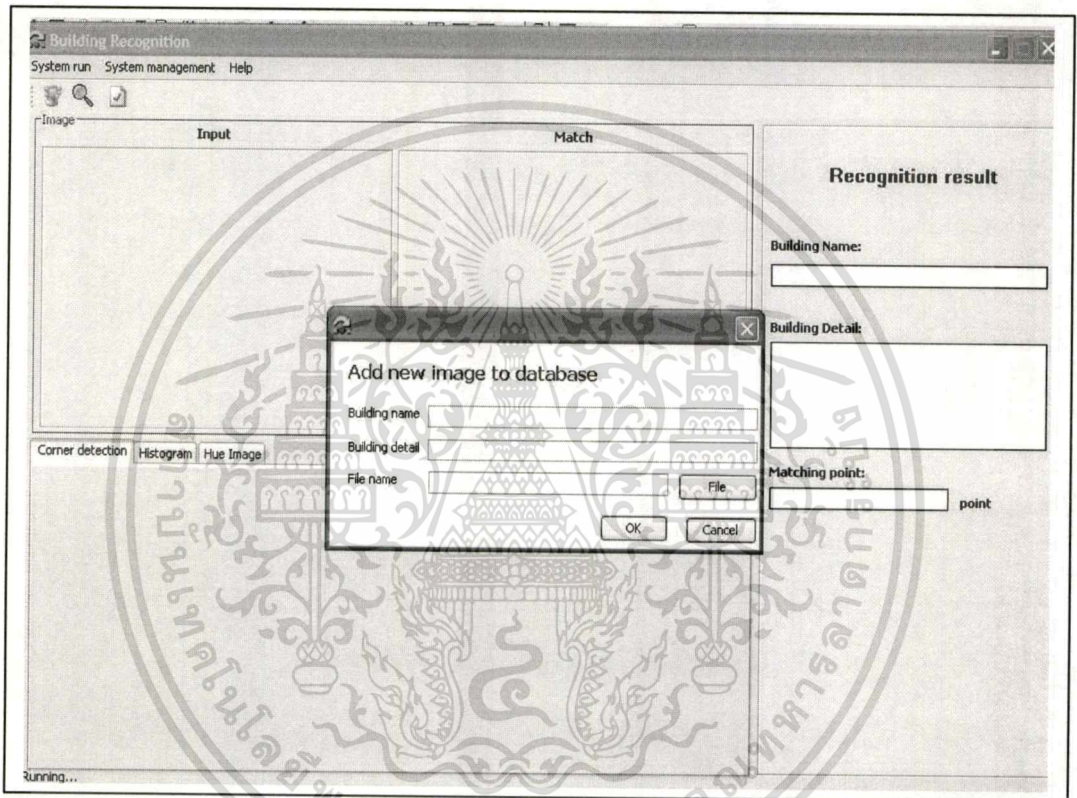 Building Recognition
System run System management Help
Image
Input
Match
Recognition result
Building Name:
Building Detail:
Matching point:
point
Add new image to database
Building name
Building detail
File name
File
OK
Cancel
Corner detection
Histogram
Hue Image
Running...